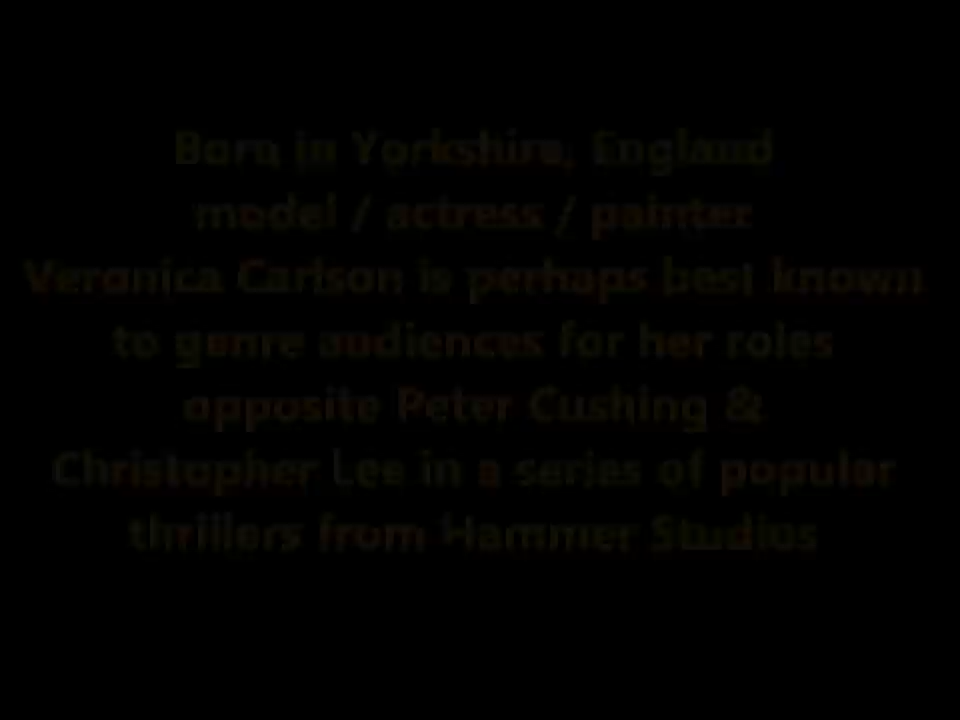 Born in Yorkshire, England
model / actress / painter
Veronica Carlson is perhaps best known
to genre audiences for her roles
opposite Peter Cushing &
Christopher Lee in a series of popular
thrillers from Hammer Studios